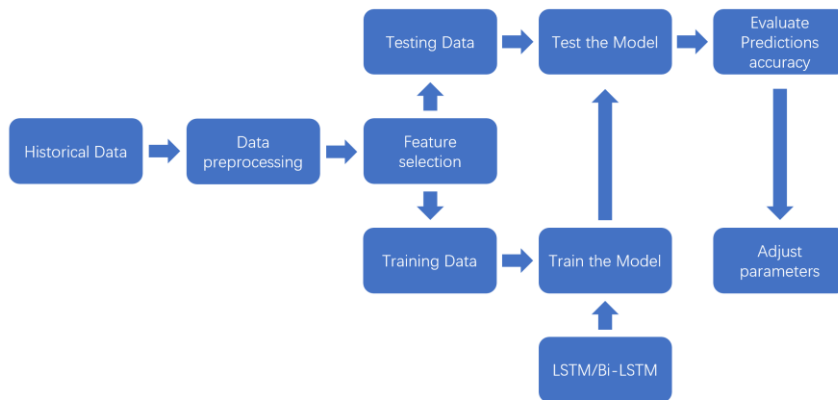 Testing Data
Test the Model
Evaluate
Predictions
accuracy
Historical Data
Data
preprocessing
Feature
selection
Training Data
Train the Model
Adjust
parameters
LSTM/Bi-LSTM